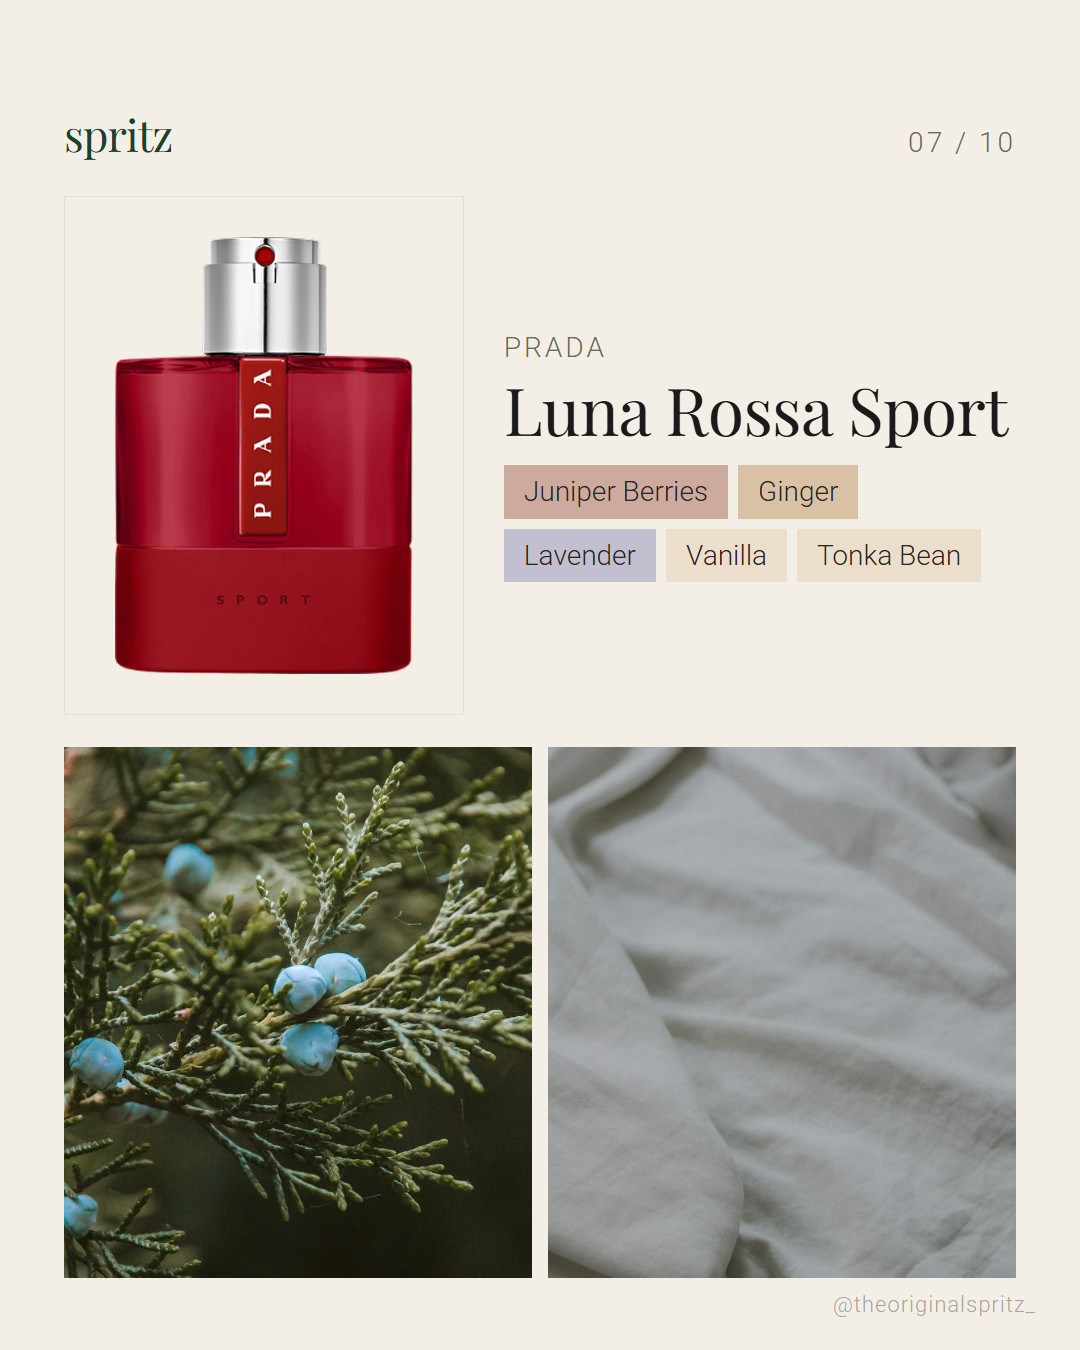 spritz
07 / 10
PRADA
SPORT
PRADA
Luna Rossa Sport
Juniper Berries
Ginger
Lavender
Vanilla
Tonka Bean
@theoriginalspritz_